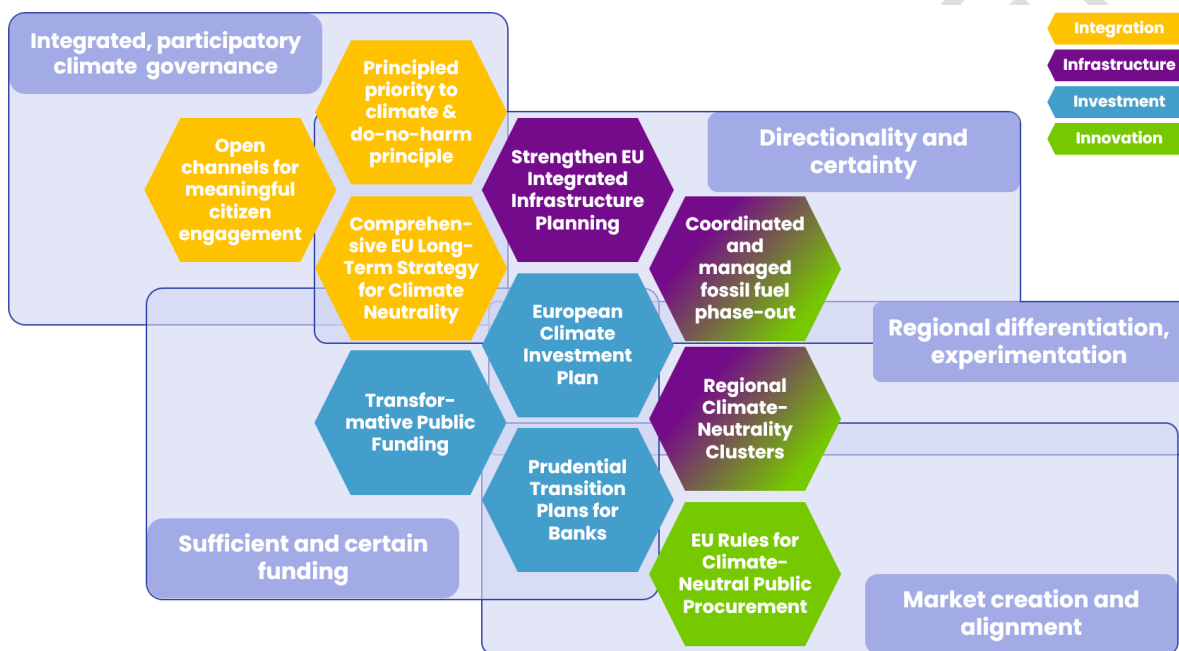 Integrated, participatory
climate governance
Principled
priority to
climate &
do-no-harm
principle
Open
channels for
meaningful
citizen
engagement
Comprehen-
sive EU Long-
Term Strategy
for Climate
Neutrality
Strengthen EU
Integrated
Infrastructure
Planning
Directionality and
certainty
Coordinated
and
managed
fossil fuel
phase-out
Integration
Infrastructure
Investment
Innovation
European
Climate
Investment
Plan
Regional differentiation,
experimentation
Transfor-
mative Public
Funding
Regional
Climate-
Neutrality
Clusters
Prudential
Transition
Plans for
Banks
Sufficient and certain
funding
EU Rules for
Climate-
Neutral Public
Procurement
Market creation and
alignment